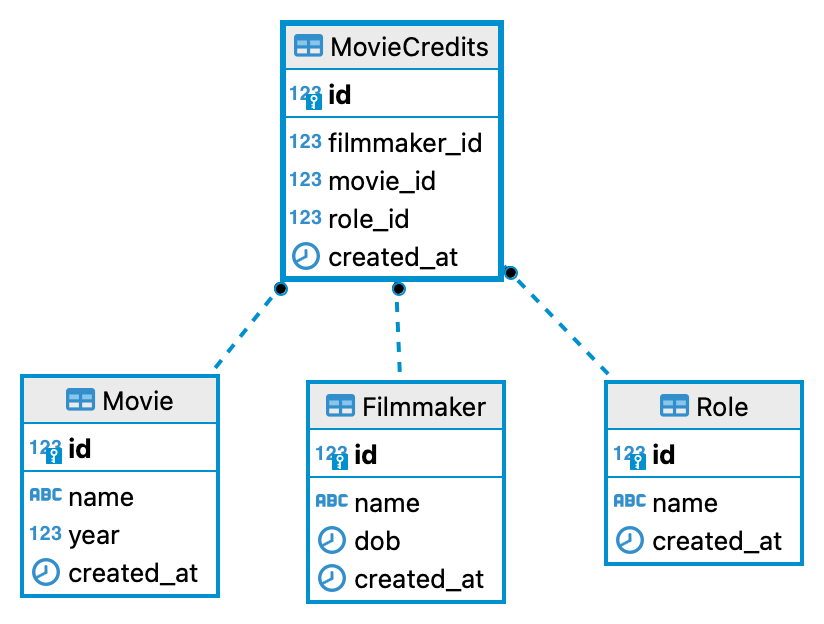 MovieCredits
123 id
123 filmmaker_id
123 movie_id
123 role_id
created_at
Movie
123 id
ABC name
123 year
created_at
Filmmaker
123 id
ABC name
dob
created_at
Role
123 id
ABC name
created_at